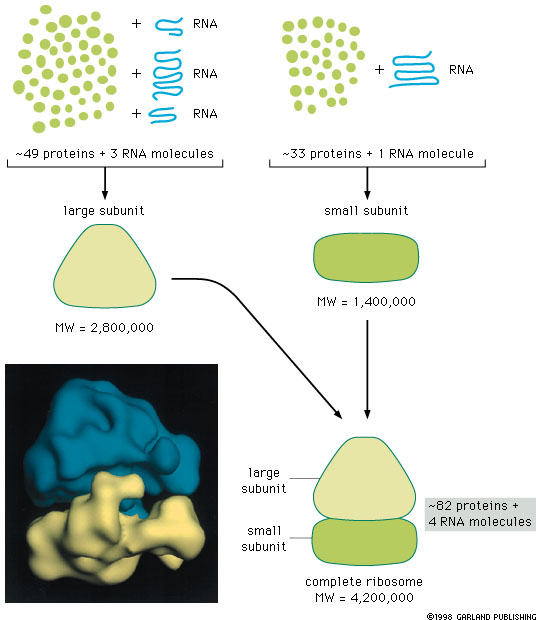 + RNA
+ RNA
+ RNA
+ RNA
~49 proteins + 3 RNA molecules
~33 proteins + 1 RNA molecule
large subunit
small subunit
MW = 2,800,000
MW = 1,400,000
large
subunit
small
subunit
~82 proteins +
4 RNA molecules
complete ribosome
MW = 4,200,000
©1998 GARLAND PUBLISHING